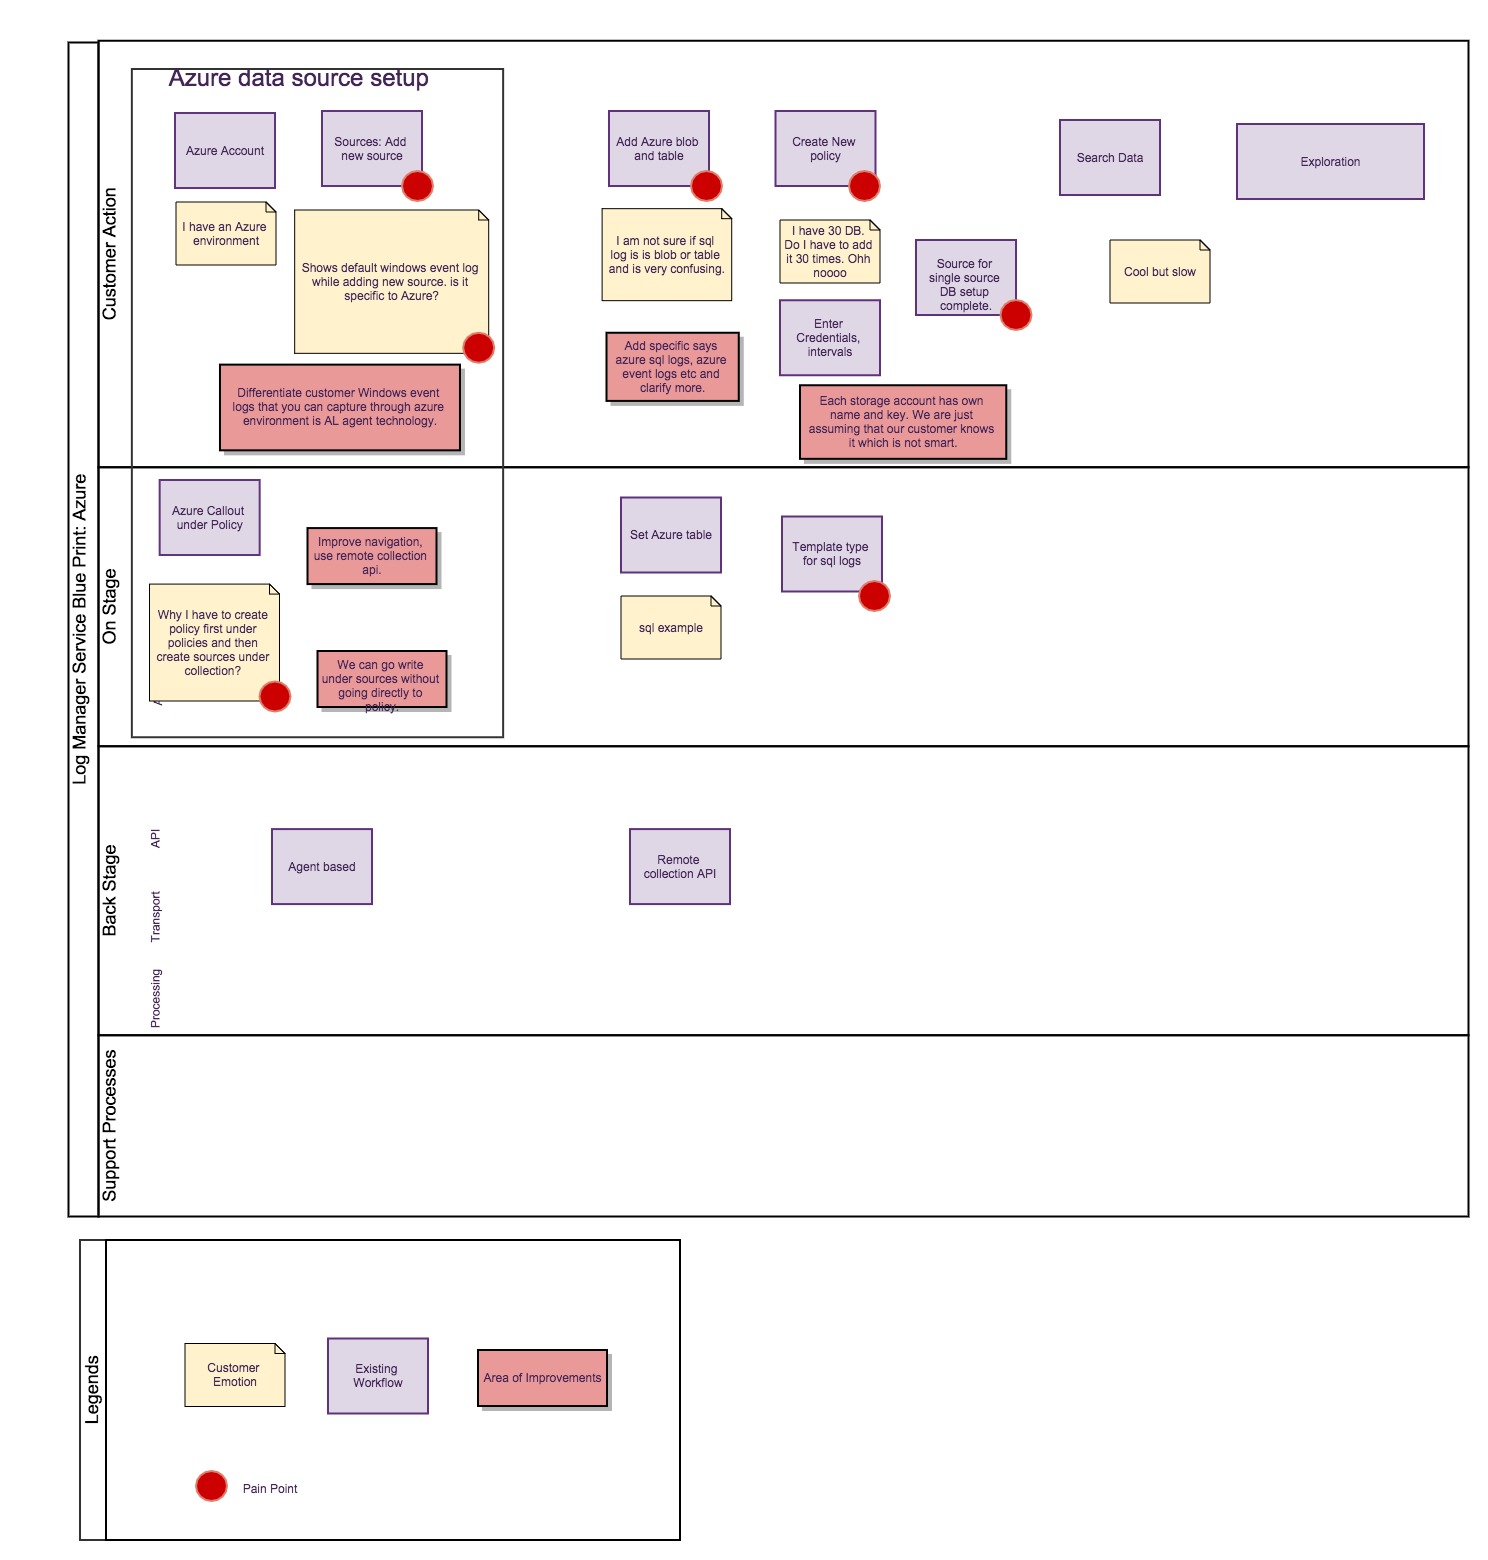 Log Manager Service Blue Print: Azure
Customer Action
Azure data source setup
Azure Account
Sources: Add
new source
I have an Azure
environment
Shows default windows event log
while adding new source. is it
specific to Azure?
Differentiate customer Windows event
logs that you can capture through azure
environment is AL agent technology.
Add Azure blob
and table
I am not sure if sql
log is is blob or table
and is very confusing.
Add specific says
azure sql logs, azure
event logs etc and
clarify more.
Create New
policy
I have 30 DB.
Do I have to add
it 30 times. Ohh
noooo
Enter
Credentials,
intervals
Each storage account has own
name and key. We are just
assuming that our customer knows
it which is not smart.
Source for
single source
DB setup
complete.
Search Data
Cool but slow
Exploration
On Stage
Azure Callout
under Policy
Why I have to create
policy first under
policies and then
create sources under
collection?
Improve navigation,
use remote collection
api.
We can go write
under sources without
going directly to
policy.
Set Azure table
sql example
Template type
for sql logs
Back Stage
API
Transport
Processing
Agent based
Remote
collection API
Support Processes
Legends
Customer
Emotion
Existing
Workflow
Area of Improvements
Pain Point